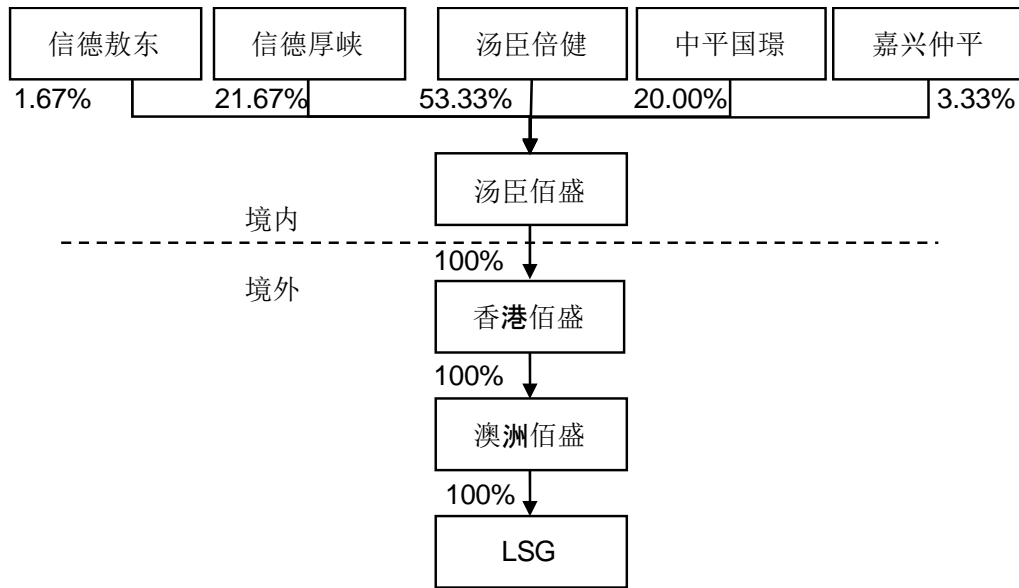 信德敖东
信德厚峡
汤臣倍健
中平国璟
嘉兴仲平
1.67%
21.67%
53.33%
20.00%
3.33%
汤臣佰盛
境内
100%
境外
香港佰盛
100%
澳洲佰盛
100%
LSG